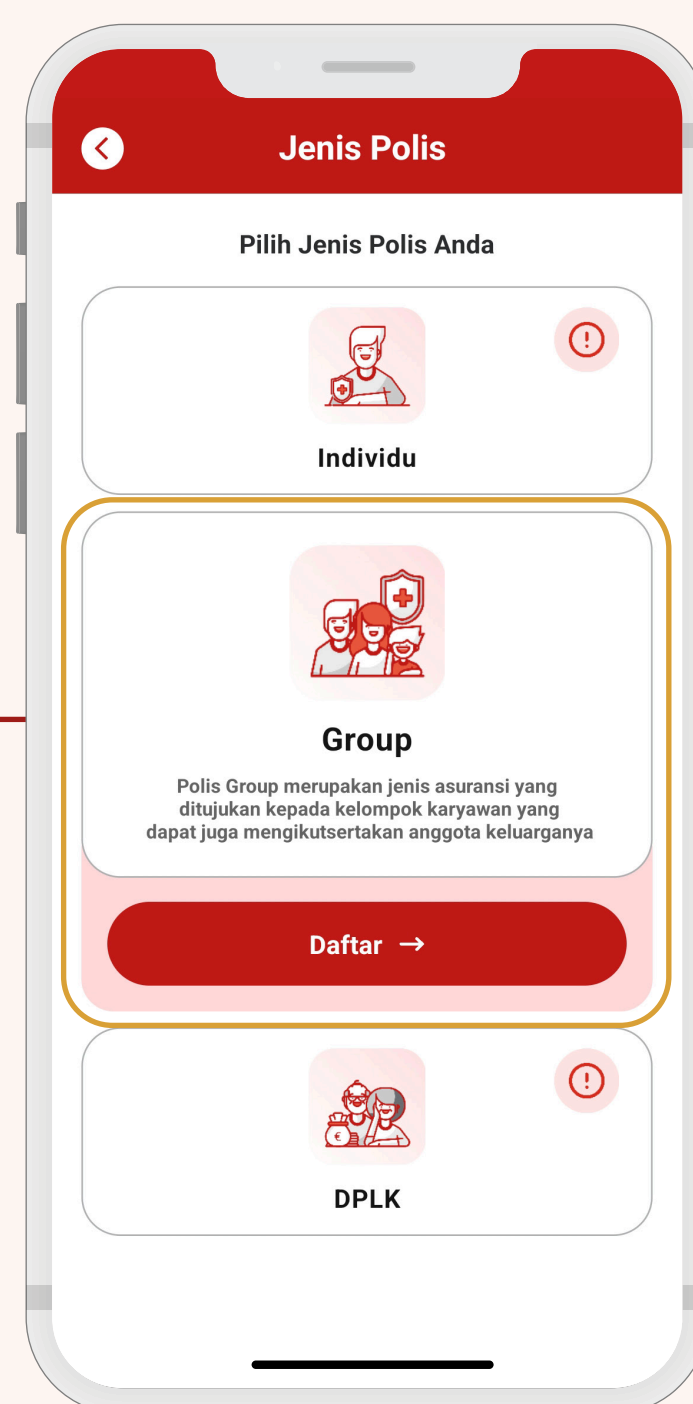 Jenis Polis
Pilih Jenis Polis Anda
Individu
Group
Polis Group merupakan jenis asuransi yang
ditujukan kepada kelompok karyawan yang
dapat juga mengikutsertakan anggota keluarganya
Daftar →
DPLK